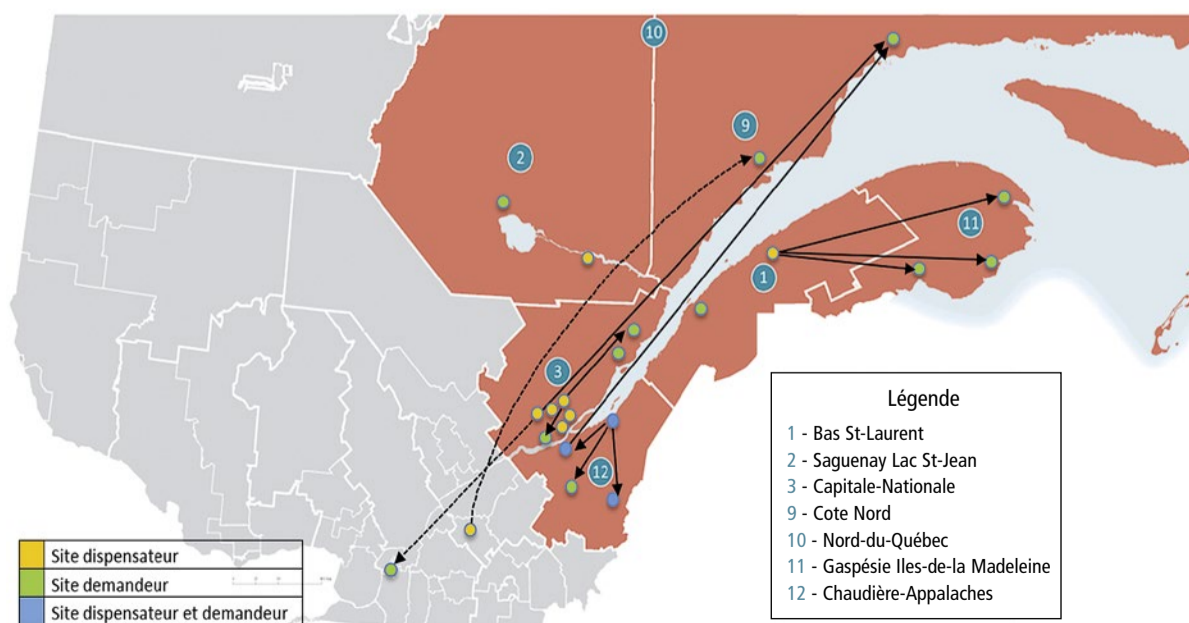 10
9
2
11
1
3
12
Légende
1 - Bas St-Laurent
2 - Saguenay Lac St-Jean
3 - Capitale-Nationale
9 - Cote Nord
10 - Nord-du-Québec
11 - Gaspésie Iles-de-la Madeleine
12 - Chaudière-Appalaches
Site dispensateur
Site demandeur
Site dispensateur et demandeur